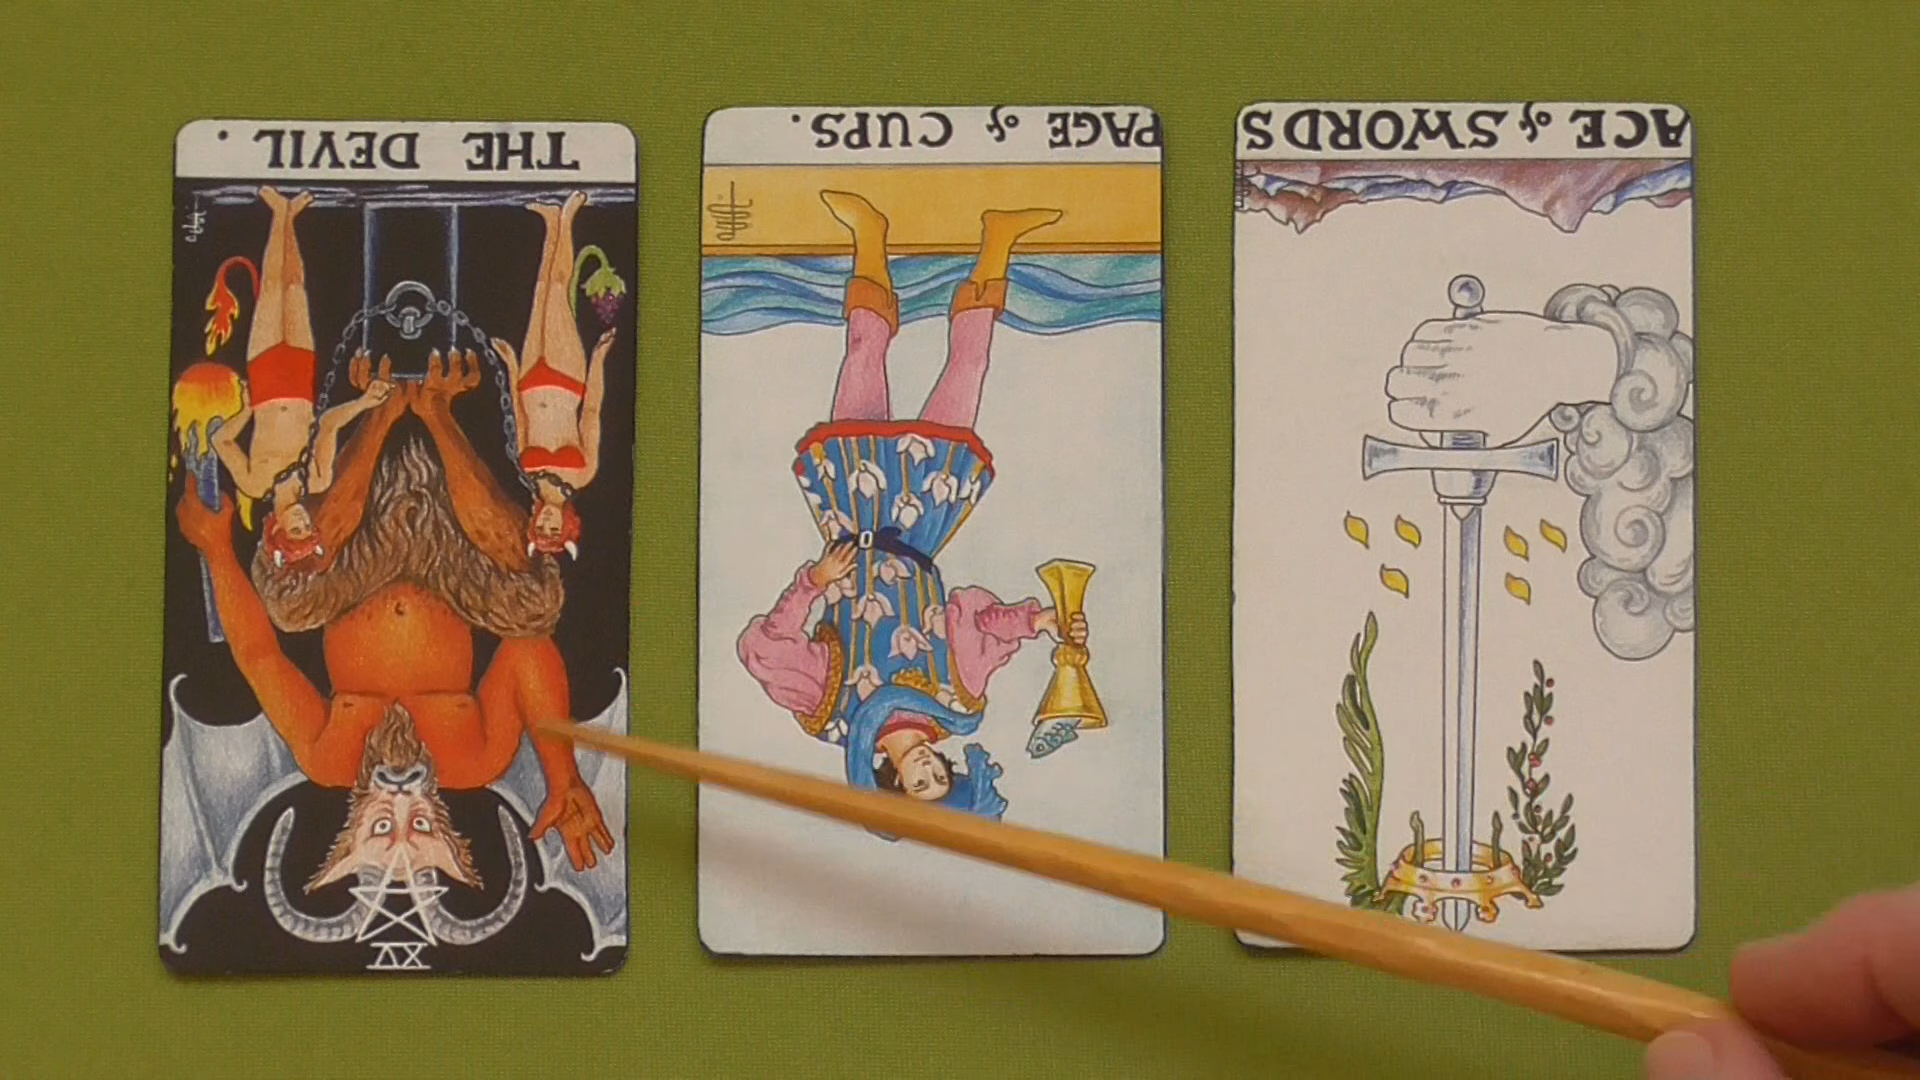 THE DEVIL.
PAGE of CUPS.
ACE of SWORDS
XV